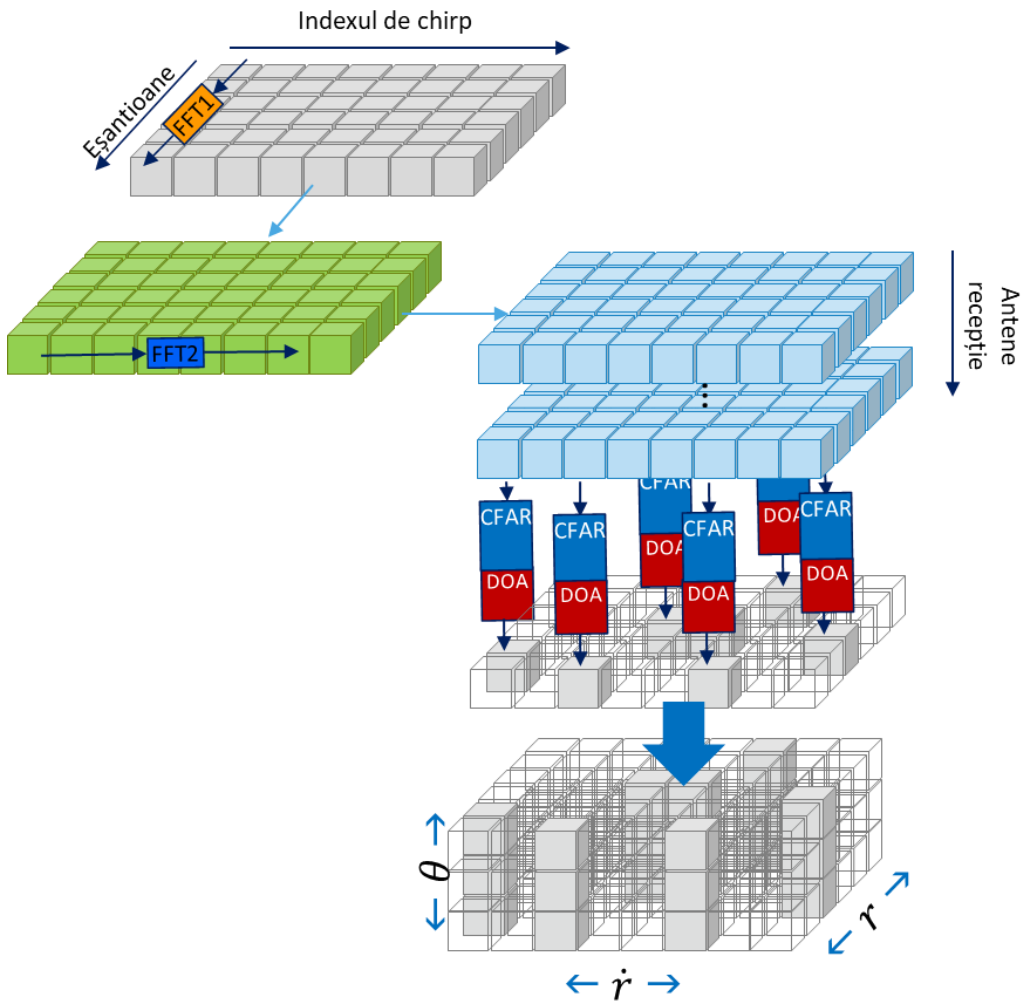 Indexul de chirp
Eșantioane
FFT1
FFT2
Antene
recepție
CFAR
CFAR
CFAR
CFAR
CFAR
DOA
DOA
DOA
DOA
DOA
DOA
θ
r
ṙ